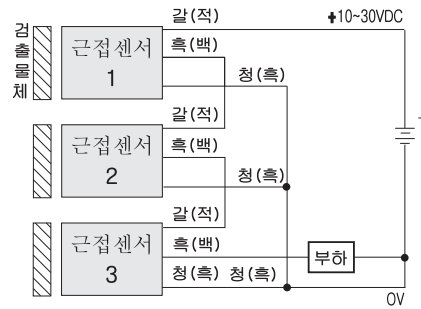 갈(적)
+10~30VDC
검출물체
근접센서
1
흑(백)
청(흑)
갈(적)
근접센서
2
흑(백)
청(흑)
갈(적)
근접센서
3
흑(백)
부하
청(흑) 청(흑)
0V